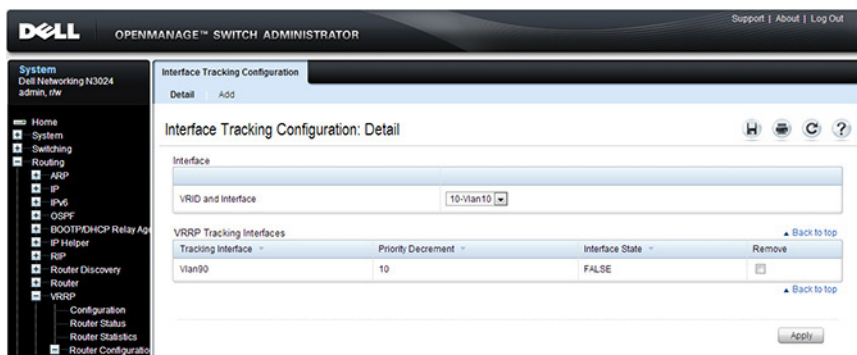 Support | About | Log Out
DELL OPENMANAGE™ SWITCH ADMINISTRATOR
System
Dell Networking N3024
admin, r/w
Home
System
Switching
Routing
ARP
IP
IPv6
OSPF
BOOTP/DHCP Relay Age
IP Helper
RIP
Router Discovery
Router
VRRP
Configuration
Router Status
Router Statistics
Router Configuratio
Interface Tracking Configuration
Detail Add
Interface Tracking Configuration: Detail
Interface
VRID and Interface 10-Vlan10
VRRP Tracking Interfaces Back to top
Tracking Interface Priority Decrement Interface State Remove
Vlan90 10 FALSE
Back to top
Apply